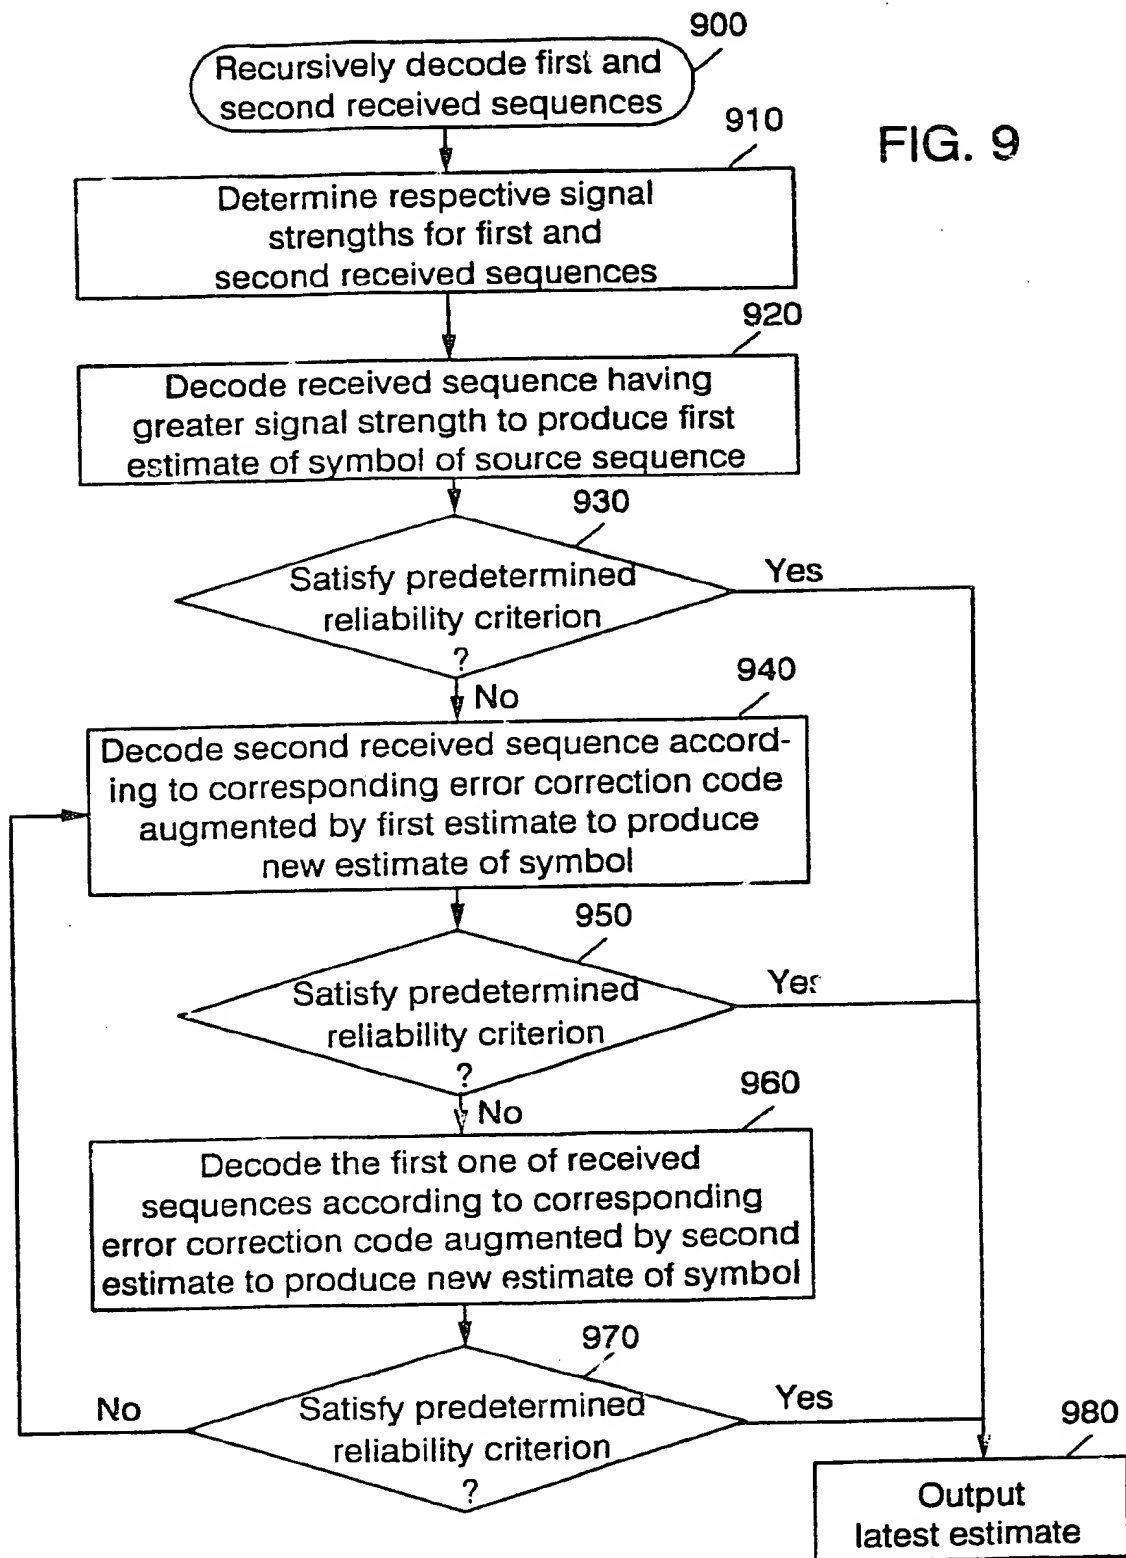 900
Recursively decode first and
second received sequences
910
FIG. 9
Determine respective signal
strengths for first and
second received sequences
920
Decode received sequence having
greater signal strength to produce first
estimate of symbol of source sequence
930
Satisfy predetermined
reliability criterion
?
Yes
No
940
Decode second received sequence accord-
ing to corresponding error correction code
augmented by first estimate to produce
new estimate of symbol
950
Satisfy predetermined
reliability criterion
?
Yes
No
960
Decode the first one of received
sequences according to corresponding
error correction code augmented by second
estimate to produce new estimate of symbol
970
Satisfy predetermined
reliability criterion
?
No
Yes
980
Output
latest estimate